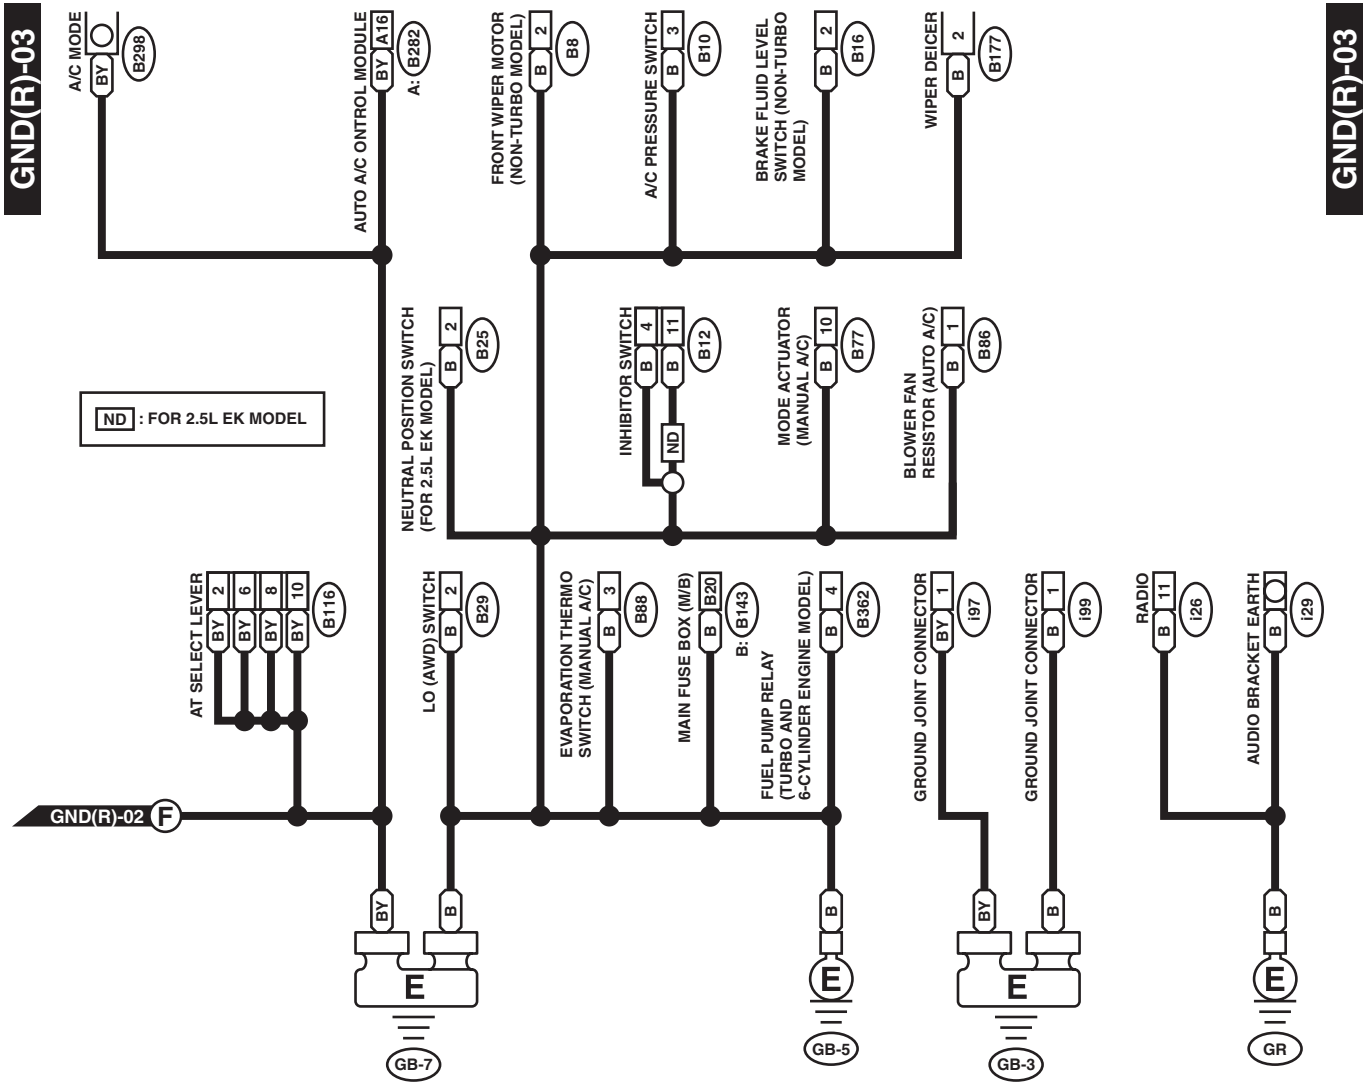 GND(R)-03
GND(R)-03
A/C MODE
BY
B298
AUTO A/C ONTROL MODULE
A16
BY
A: B282
FRONT WIPER MOTOR
(NON-TURBO MODEL)
2
B
B8
A/C PRESSURE SWITCH
3
B
B10
BRAKE FLUID LEVEL
SWITCH (NON-TURBO
MODEL)
2
B
B16
WIPER DEICER
2
B
B177
ND : FOR 2.5L EK MODEL
NEUTRAL POSITION SWITCH
(FOR 2.5L EK MODEL)
2
B
B25
INHIBITOR SWITCH
4
11
B
B
B12
ND
MODE ACTUATOR
(MANUAL A/C)
10
B
B77
BLOWER FAN
RESISTOR (AUTO A/C)
1
B
B86
AT SELECT LEVER
2
6
8
10
BY
BY
BY
BY
B116
LO (AWD) SWITCH
2
B
B29
EVAPORATION THERMO
SWITCH (MANUAL A/C)
3
B
B88
MAIN FUSE BOX (M/B)
B20
B
B: B143
FUEL PUMP RELAY
(TURBO AND
6-CYLINDER ENGINE MODEL)
4
B
B362
GROUND JOINT CONNECTOR
1
BY
i97
GROUND JOINT CONNECTOR
1
B
i99
RADIO
11
B
i26
AUDIO BRACKET EARTH
B
i29
GND(R)-02 F
BY
B
E
GB-7
B
E
GB-5
BY
B
E
GB-3
B
E
GR